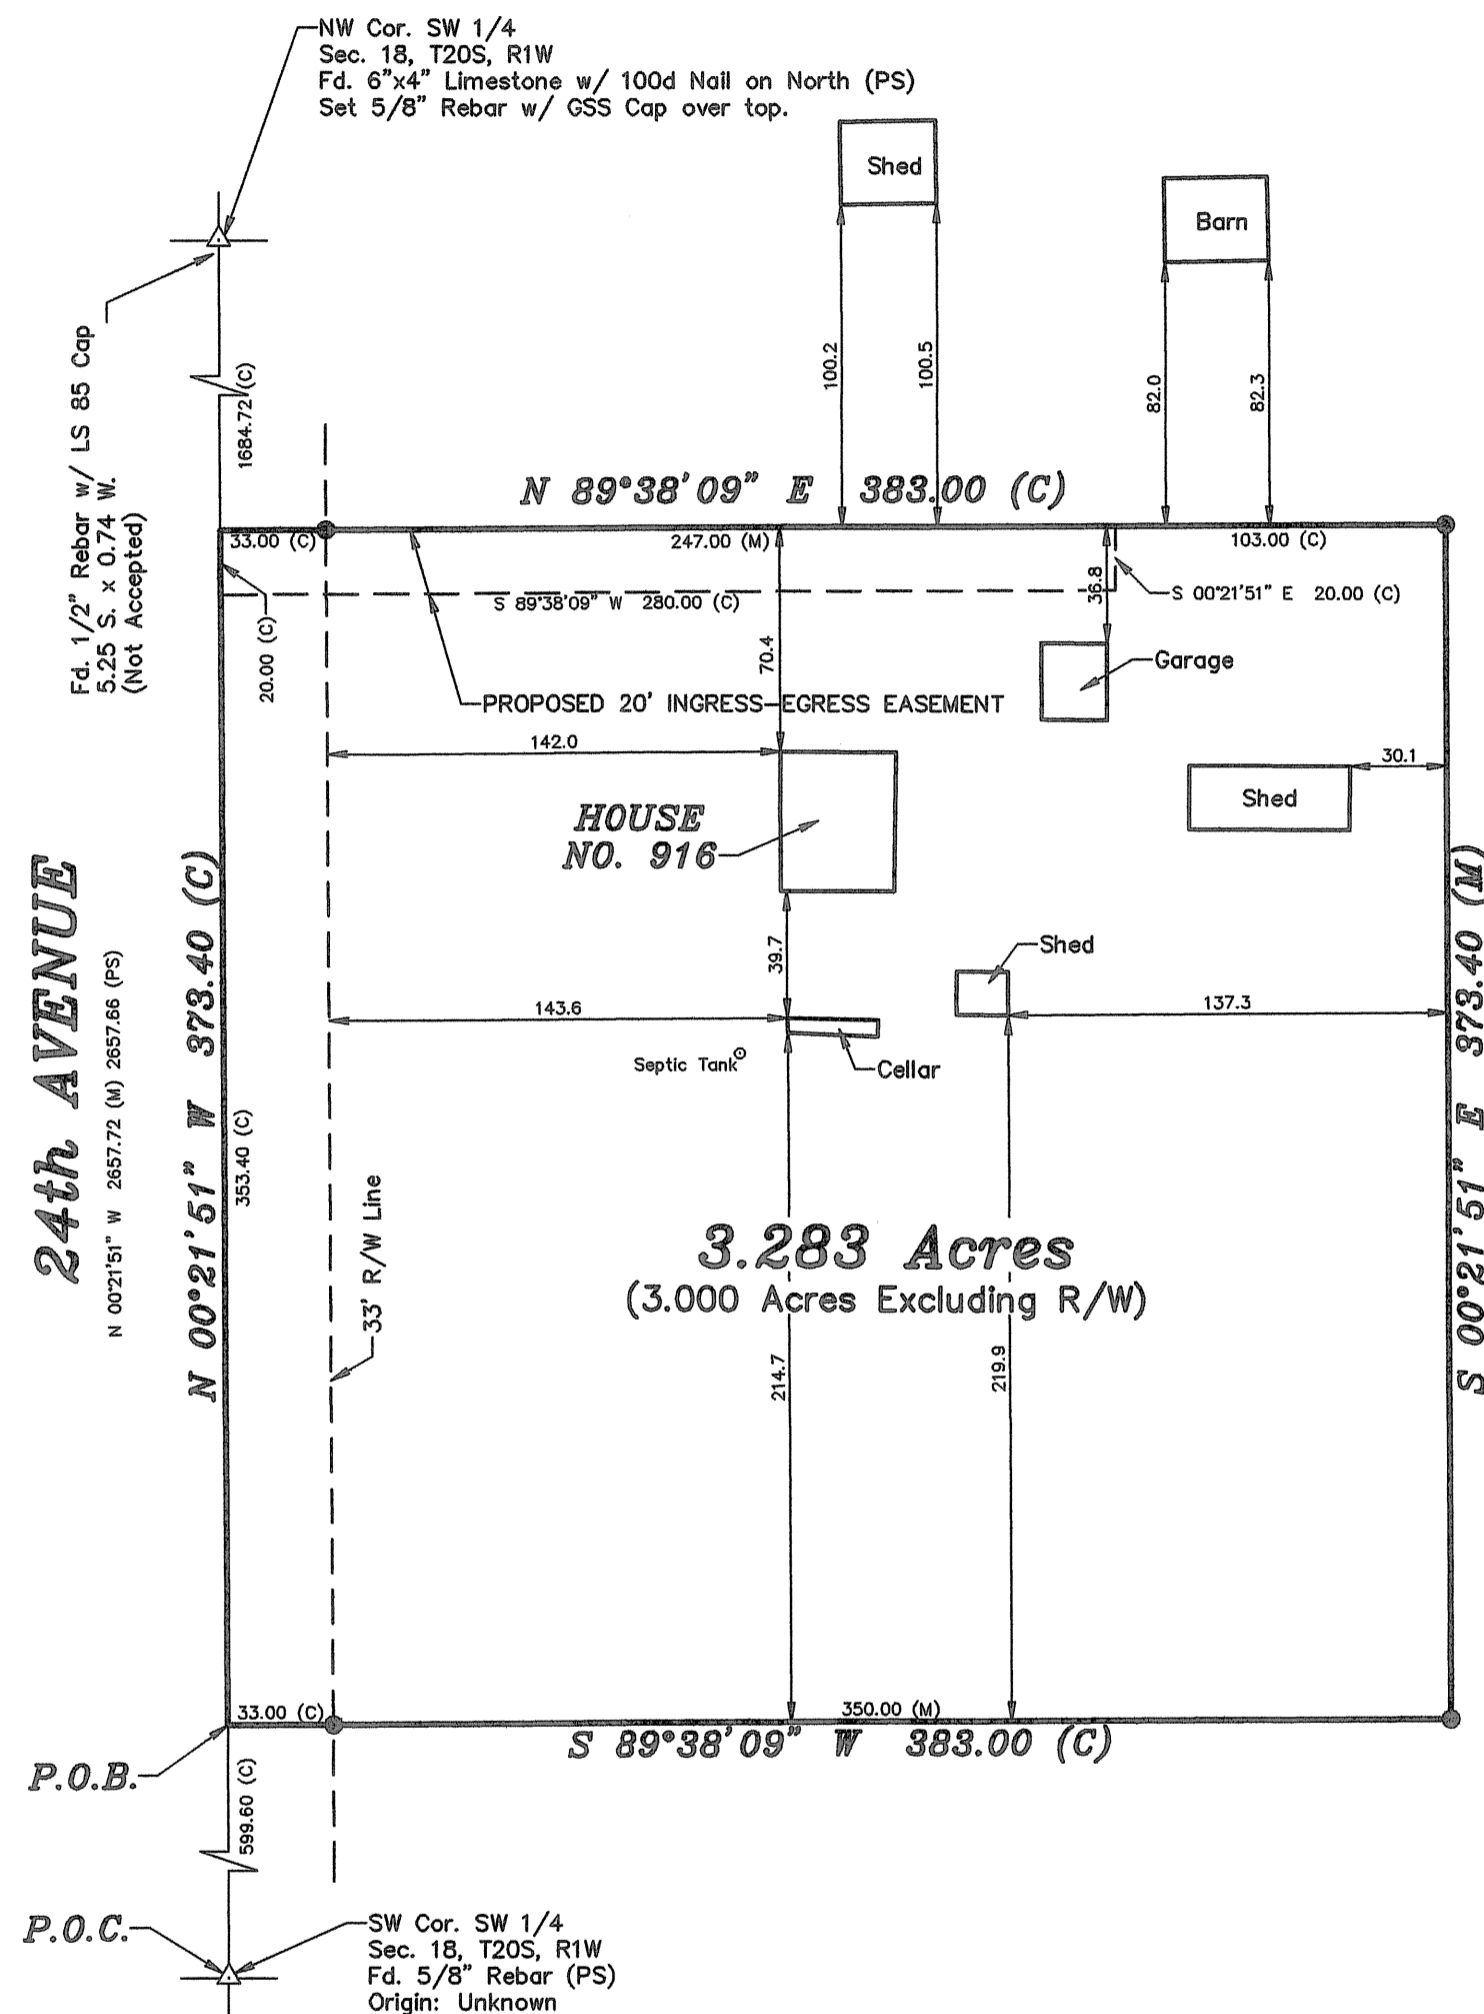 NW Cor. SW 1/4
Sec. 18, T20S, R1W
Fd. 6"x4" Limestone w/ 100d Nail on North (PS)
Set 5/8" Rebar w/ GSS Cap over top.
Shed
Barn
Fd. 1/2" Rebar w/ LS 85 Cap
5.25 S. x 0.74 W.
(Not Accepted)
1684.72 (C)
100.2
100.5
82.0
82.3
N 89°38'09" E 383.00 (C)
33.00 (C)
247.00 (M)
103.00 (C)
20.00 (C)
S 89°38'09" W 280.00 (C)
36.8
S 00°21'51" E 20.00 (C)
70.4
Garage
PROPOSED 20' INGRESS-EGRESS EASEMENT
142.0
30.1
Shed
HOUSE
NO. 916
24th AVENUE
N 00°21'51" W 2657.72 (M) 2657.66 (PS)
N 00°21'51" W 373.40 (C)
353.40 (C)
S 00°21'51" E 373.40 (M)
39.7
Shed
143.6
137.3
Septic Tank
Cellar
33' R/W Line
3.283 Acres
(3.000 Acres Excluding R/W)
214.7
219.9
33.00 (C)
350.00 (M)
S 89°38'09" W 383.00 (C)
P.O.B.
599.60 (C)
P.O.C.
SW Cor. SW 1/4
Sec. 18, T20S, R1W
Fd. 5/8" Rebar (PS)
Origin: Unknown